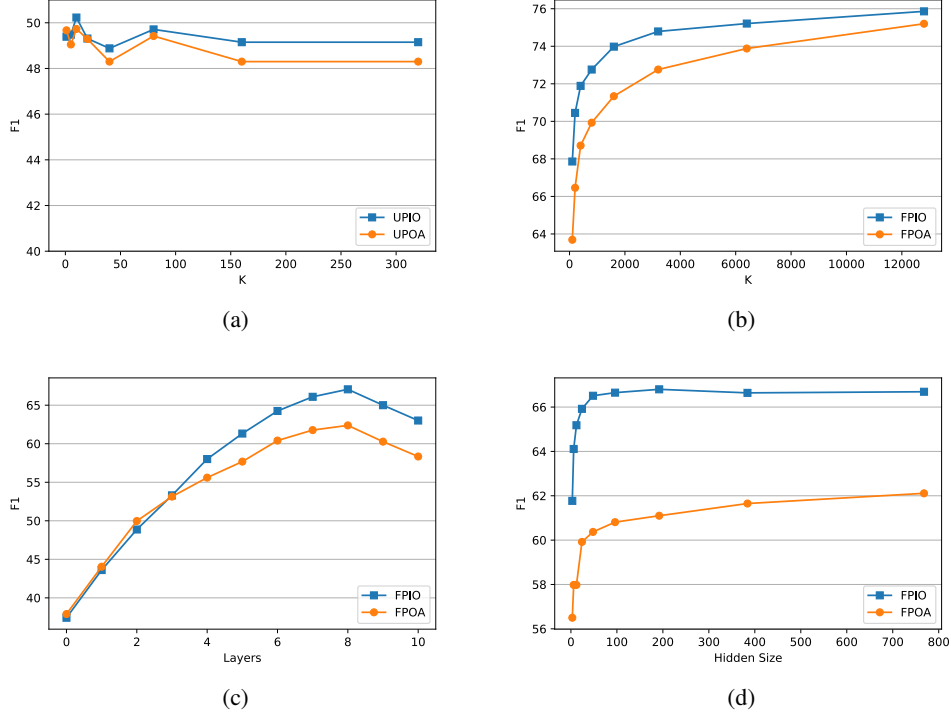 50
48
46
44
42
40
F1
0 50 100 150 200 250 300
K
UPIO
UPOA
(a)
76
74
72
70
68
66
64
F1
0 2000 4000 6000 8000 10000 12000
K
FPIO
FPOA
(b)
65
60
55
50
45
40
F1
0 2 4 6 8 10
Layers
FPIO
FPOA
(c)
66
64
62
60
58
56
F1
0 100 200 300 400 500 600 700 800
Hidden Size
FPIO
FPOA
(d)